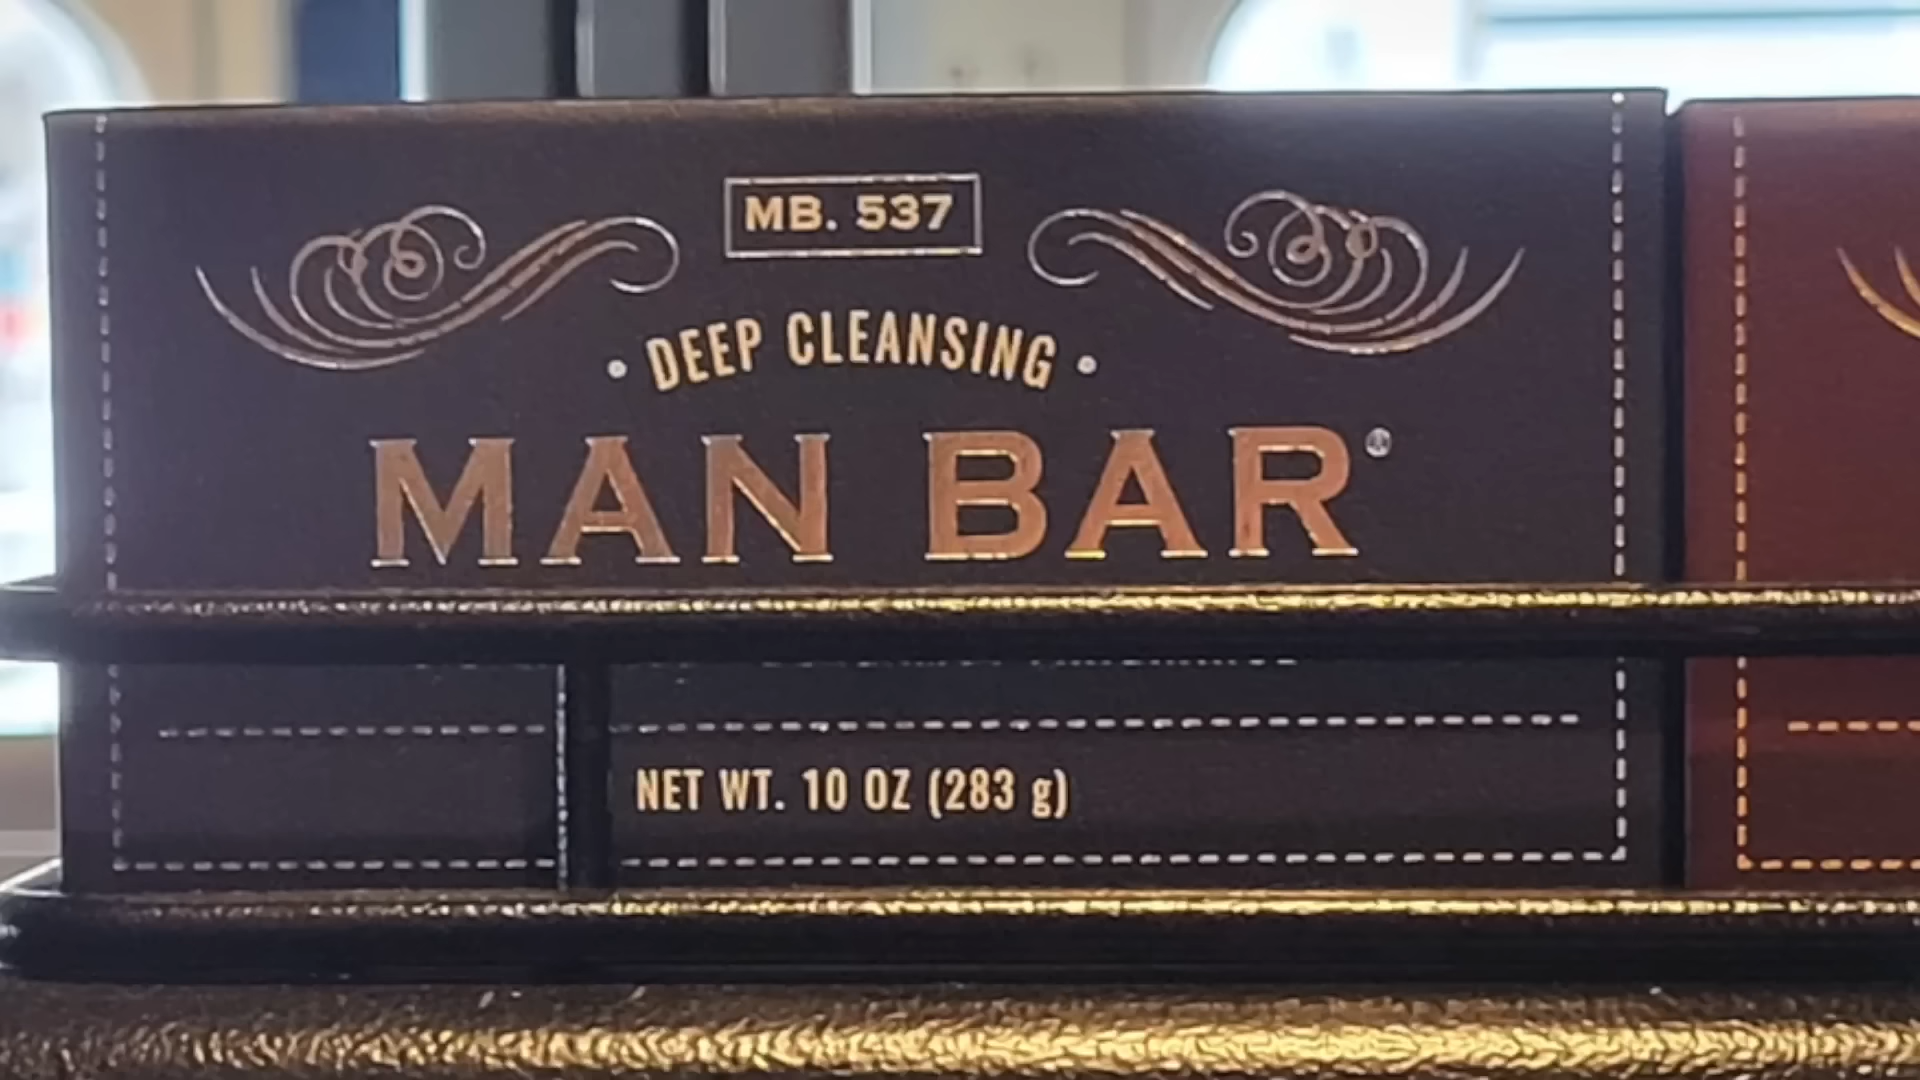 MB. 537
• DEEP CLEANSING •
MAN BAR®
NET WT. 10 OZ (283 g)